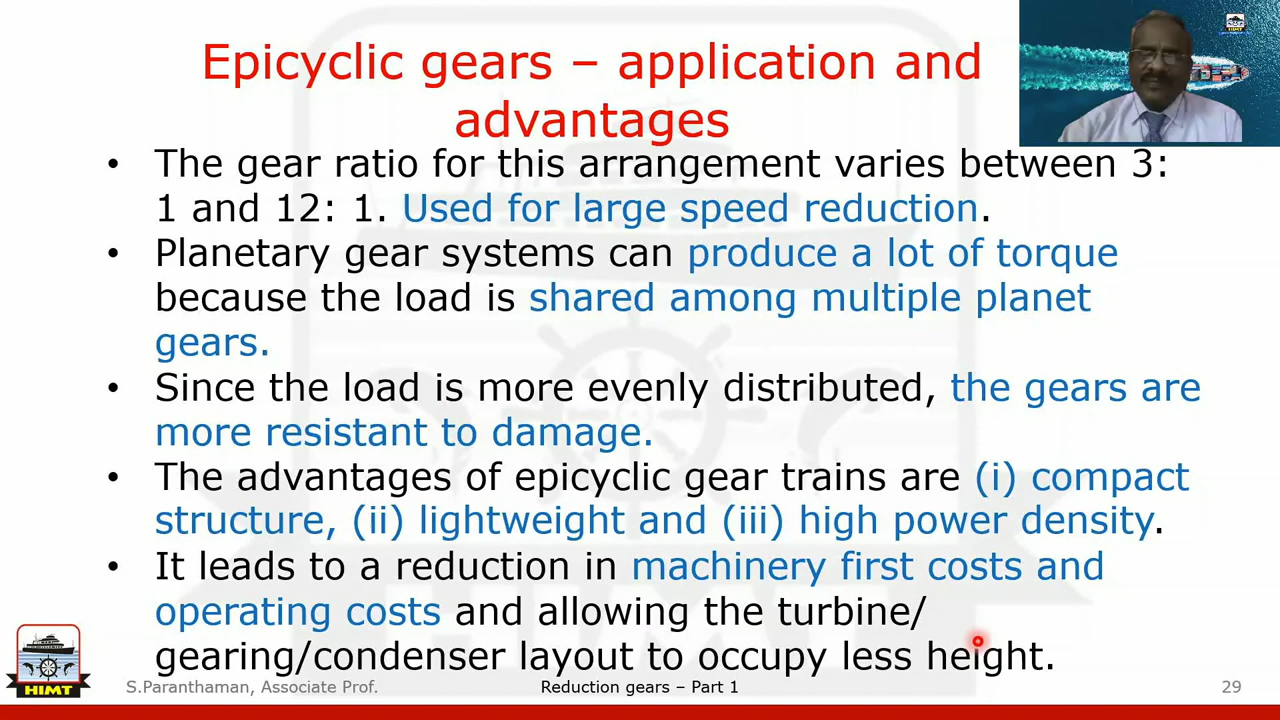 Epicyclic gears – application and
advantages
• The gear ratio for this arrangement varies between 3:
1 and 12: 1. Used for large speed reduction.
• Planetary gear systems can produce a lot of torque
because the load is shared among multiple planet
gears.
• Since the load is more evenly distributed, the gears are
more resistant to damage.
• The advantages of epicyclic gear trains are (i) compact
structure, (ii) lightweight and (iii) high power density.
• It leads to a reduction in machinery first costs and
operating costs and allowing the turbine/
gearing/condenser layout to occupy less height.
HIMT
S.Paranthaman, Associate Prof.
Reduction gears – Part 1
29
HIMT